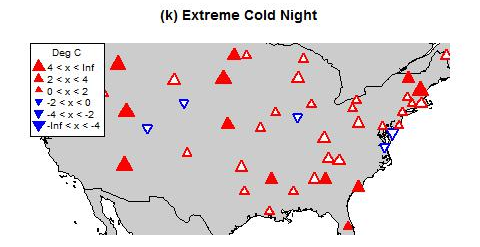 (k) Extreme Cold Night
Deg C
4 < x < Inf
2 < x < 4
0 < x < 2
-2 < x < 0
-4 < x < -2
-Inf < x < -4